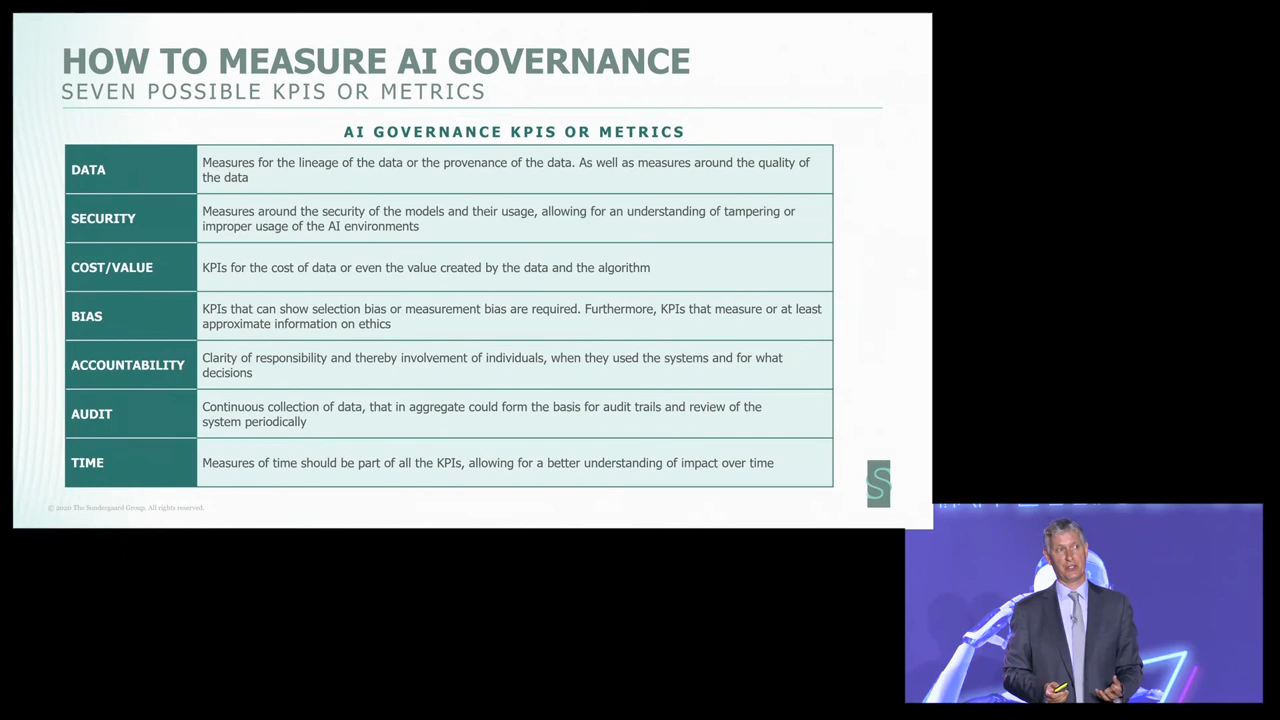 HOW TO MEASURE AI GOVERNANCE
SEVEN POSSIBLE KPIS OR METRICS
AI GOVERNANCE KPIS OR METRICS
DATA
Measures for the lineage of the data or the provenance of the data. As well as measures around the quality of
the data
SECURITY
Measures around the security of the models and their usage, allowing for an understanding of tampering or
improper usage of the AI environments
COST/VALUE
KPIs for the cost of data or even the value created by the data and the algorithm
BIAS
KPIs that can show selection bias or measurement bias are required. Furthermore, KPIs that measure or at least
approximate information on ethics
ACCOUNTABILITY
Clarity of responsibility and thereby involvement of individuals, when they used the systems and for what
decisions
AUDIT
Continuous collection of data, that in aggregate could form the basis for audit trails and review of the
system periodically
TIME
Measures of time should be part of all the KPIs, allowing for a better understanding of impact over time
S
© 2020 The Sondergaard Group. All rights reserved.